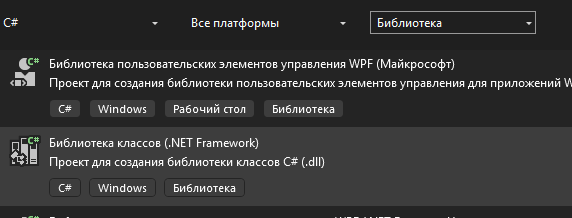 C# Все платформы Библиотека
Библиотека пользовательских элементов управления WPF (Майкрософт)
Проект для создания библиотеки пользовательских элементов управления для приложений W
C# Windows Рабочий стол Библиотека
Библиотека классов (.NET Framework)
Проект для создания библиотеки классов C# (.dll)
C# Windows Библиотека